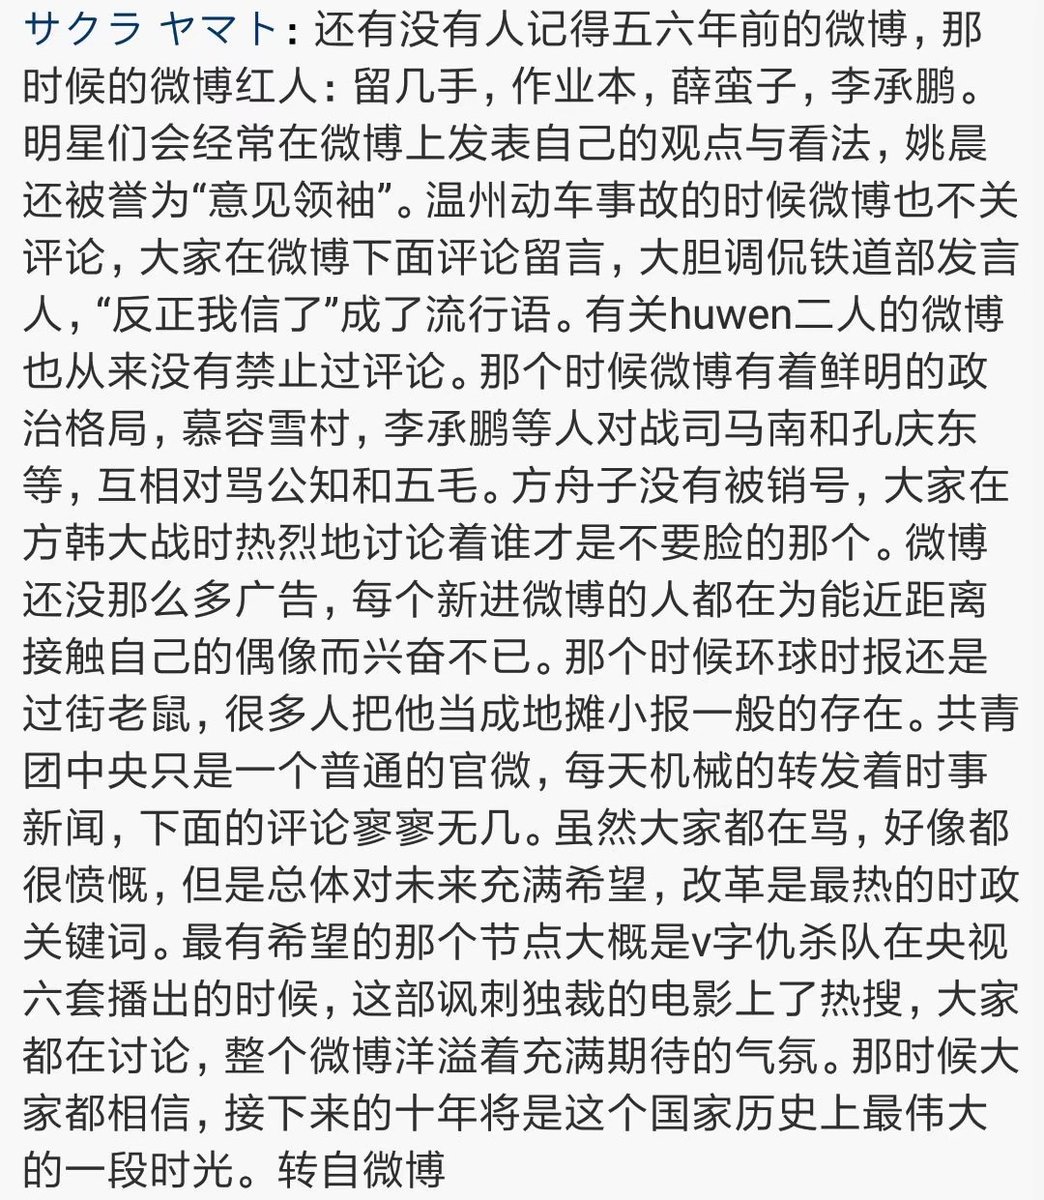 サクラ ヤマト：还有没有人记得五六年前的微博，那
时候的微博红人：留几手，作业本，薛蛮子，李承鹏。
明星们会经常在微博上发表自己的观点与看法，姚晨
还被誉为“意见领袖”。温州动车事故的时候微博也不关
评论，大家在微博下面评论留言，大胆调侃铁道部发言
人，“反正我信了”成了流行语。有关huwen二人的微博
也从来没有禁止过评论。那个时候微博有着鲜明的政
治格局，慕容雪村，李承鹏等人对战司马南和孔庆东
等，互相对骂公知和五毛。方舟子没有被销号，大家在
方韩大战时热烈地讨论着谁才是不要脸的那个。微博
还没那么多广告，每个新进微博的人都在为能近距离
接触自己的偶像而兴奋不已。那个时候环球时报还是
过街老鼠，很多人把他当成地摊小报一般的存在。共青
团中央只是一个普通的官微，每天机械的转发着时事
新闻，下面的评论寥寥无几。虽然大家都在骂，好像都
很愤慨，但是总体对未来充满希望，改革是最热的时政
关键词。最有希望的那个节点大概是v字仇杀队在央视
六套播出的时候，这部讽刺独裁的电影上了热搜，大家
都在讨论，整个微博洋溢着充满期待的气氛。那时候大
家都相信，接下来的十年将是这个国家历史上最伟大
的一段时光。转自微博